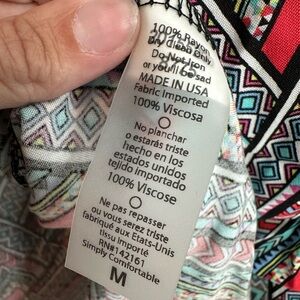 100% Rayon
Dry Clean Only
Do Not Iron
or you'll be sad
MADE IN USA
Fabric Imported
100% Viscosa
No planchar
o estarás triste
hecho en los
estados unidos
tejido importado
100% Viscose
Ne pas repasser
ou vous serez triste
fabriqué aux Etats-Unis
tissu importé
RN#142161
Simply Comfortable
M